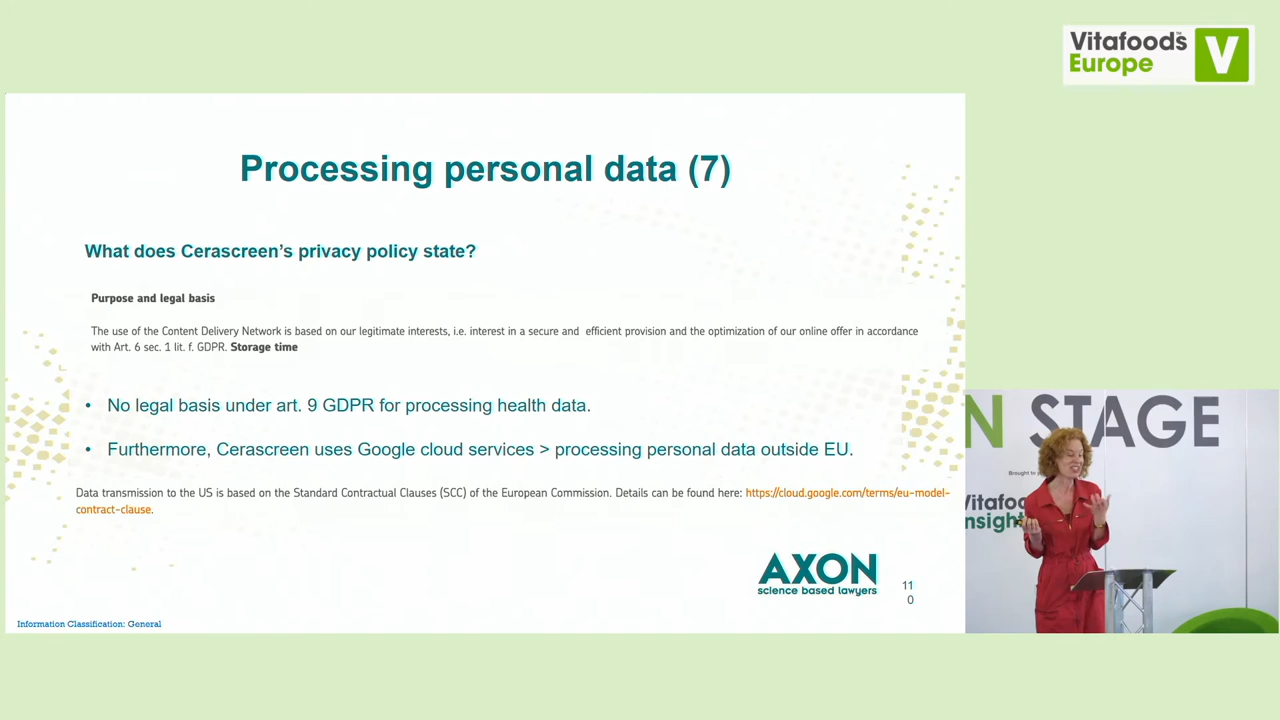 Vitafoods
Europe
V
Processing personal data (7)
What does Cerascreen’s privacy policy state?
Purpose and legal basis
The use of the Content Delivery Network is based on our legitimate interests, i.e. interest in a secure and efficient provision and the optimization of our online offer in accordance
with Art. 6 sec. 1 lit. f. GDPR. Storage time
• No legal basis under art. 9 GDPR for processing health data.
• Furthermore, Cerascreen uses Google cloud services > processing personal data outside EU.
Data transmission to the US is based on the Standard Contractual Clauses (SCC) of the European Commission. Details can be found here: https://cloud.google.com/terms/eu-model-
contract-clause.
AXON
science based lawyers
11
0
Information Classification: General
N STAGE
Brought to
Vitafoo
nsight